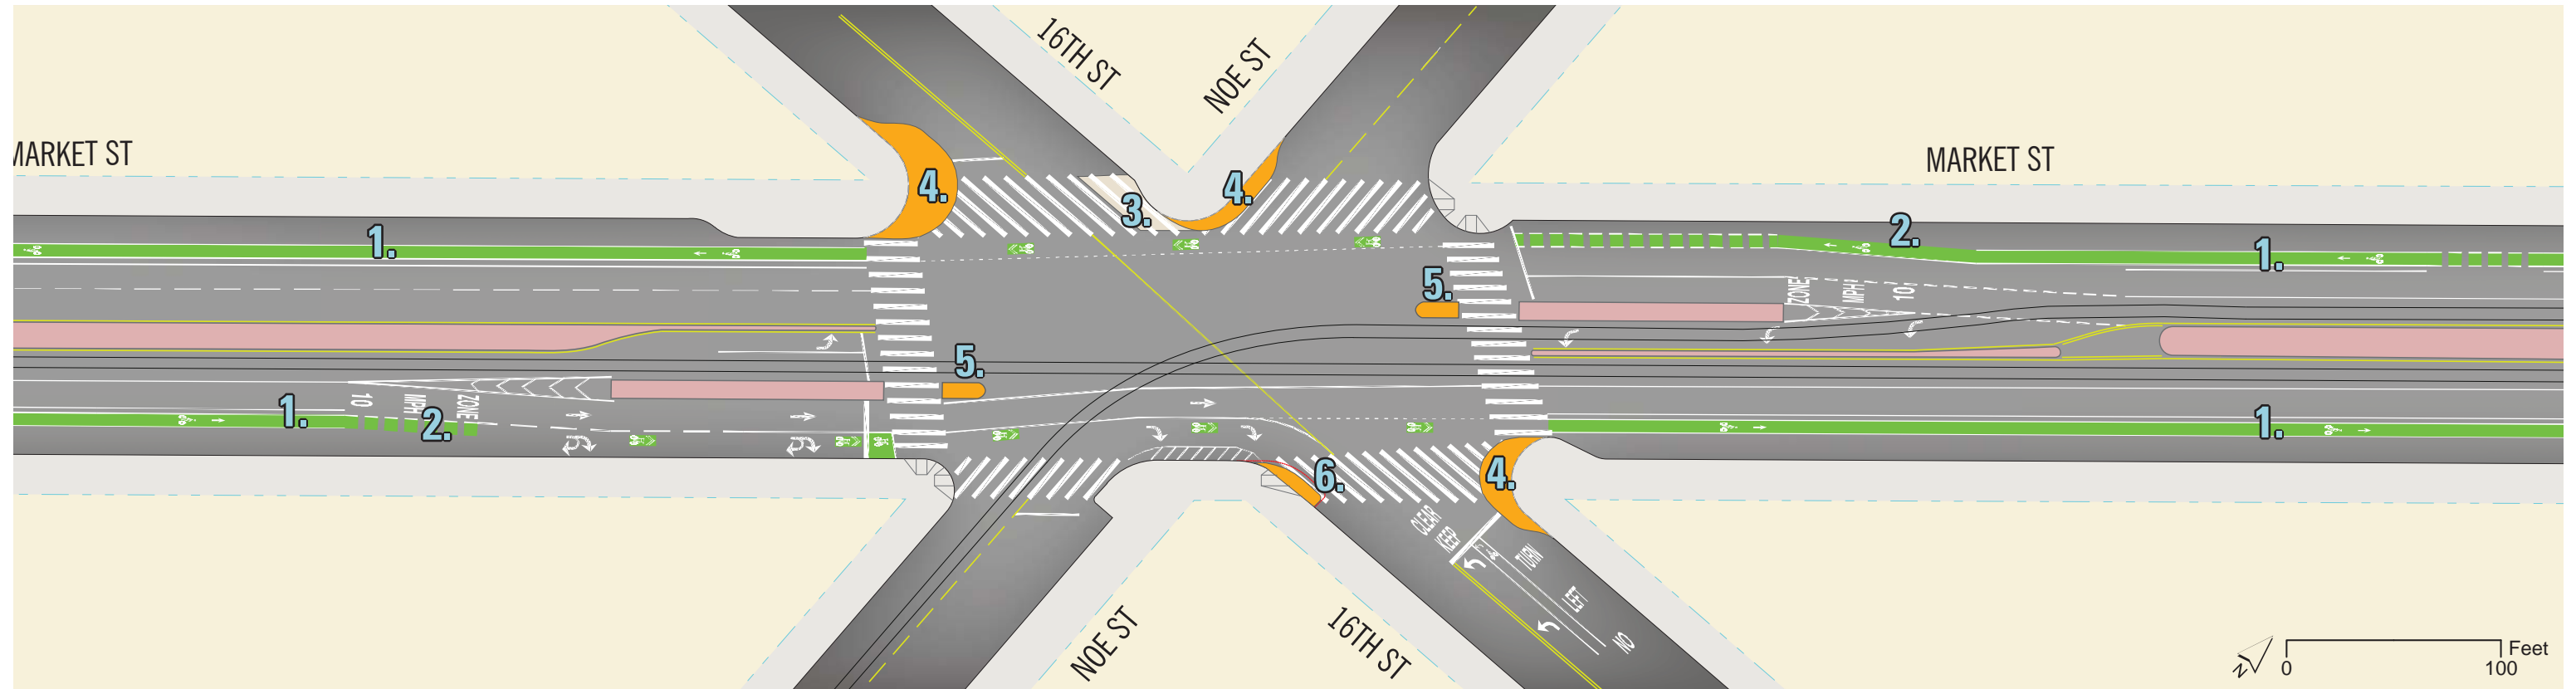 16TH ST
NOE ST
MARKET ST
MARKET ST
4.
3.
4.
1.
2.
1.
ZONE
MPH
10
5.
5.
1.
10
MPH
ZONE
2.
1.
6.
4.
CLEAR
KEEP
TURN
LEFT
NO
NOE ST
16TH ST
N
Feet
0
100